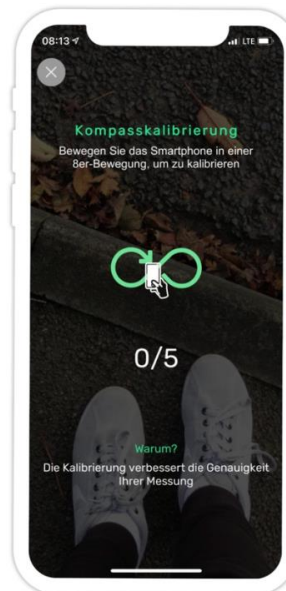 08:13
LTE
Kompasskalibrierung
Bewegen Sie das Smartphone in einer
8er-Bewegung, um zu kalibrieren
0/5
Warum?
Die Kalibrierung verbessert die Genauigkeit
Ihrer Messung